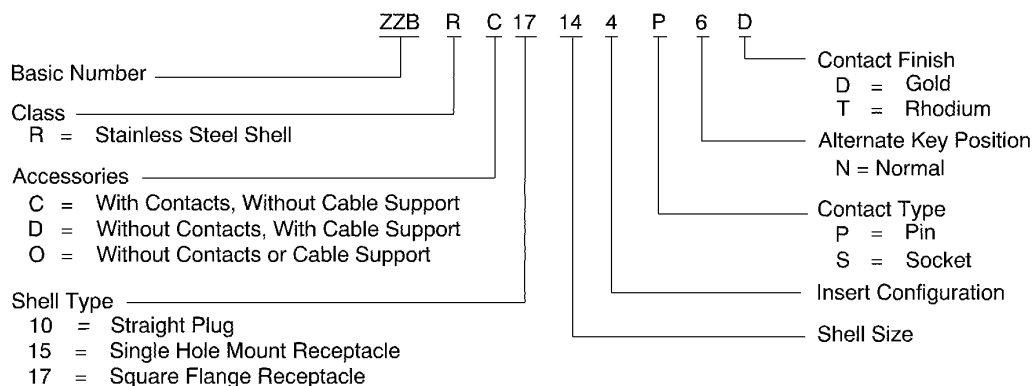 ZZB R C 17 14 4 P 6 D
Basic Number
Class
R = Stainless Steel Shell
Accessories
C = With Contacts, Without Cable Support
D = Without Contacts, With Cable Support
O = Without Contacts or Cable Support
Shell Type
10 = Straight Plug
15 = Single Hole Mount Receptacle
17 = Square Flange Receptacle
Contact Finish
D = Gold
T = Rhodium
Alternate Key Position
N = Normal
Contact Type
P = Pin
S = Socket
Insert Configuration
Shell Size